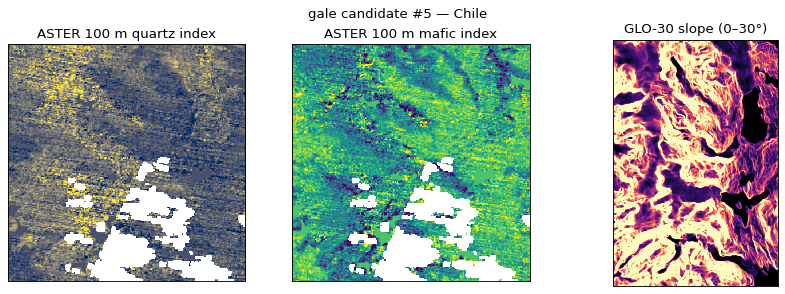 gale candidate #5 — Chile
ASTER 100 m quartz index
ASTER 100 m mafic index
GLO-30 slope (0–30°)